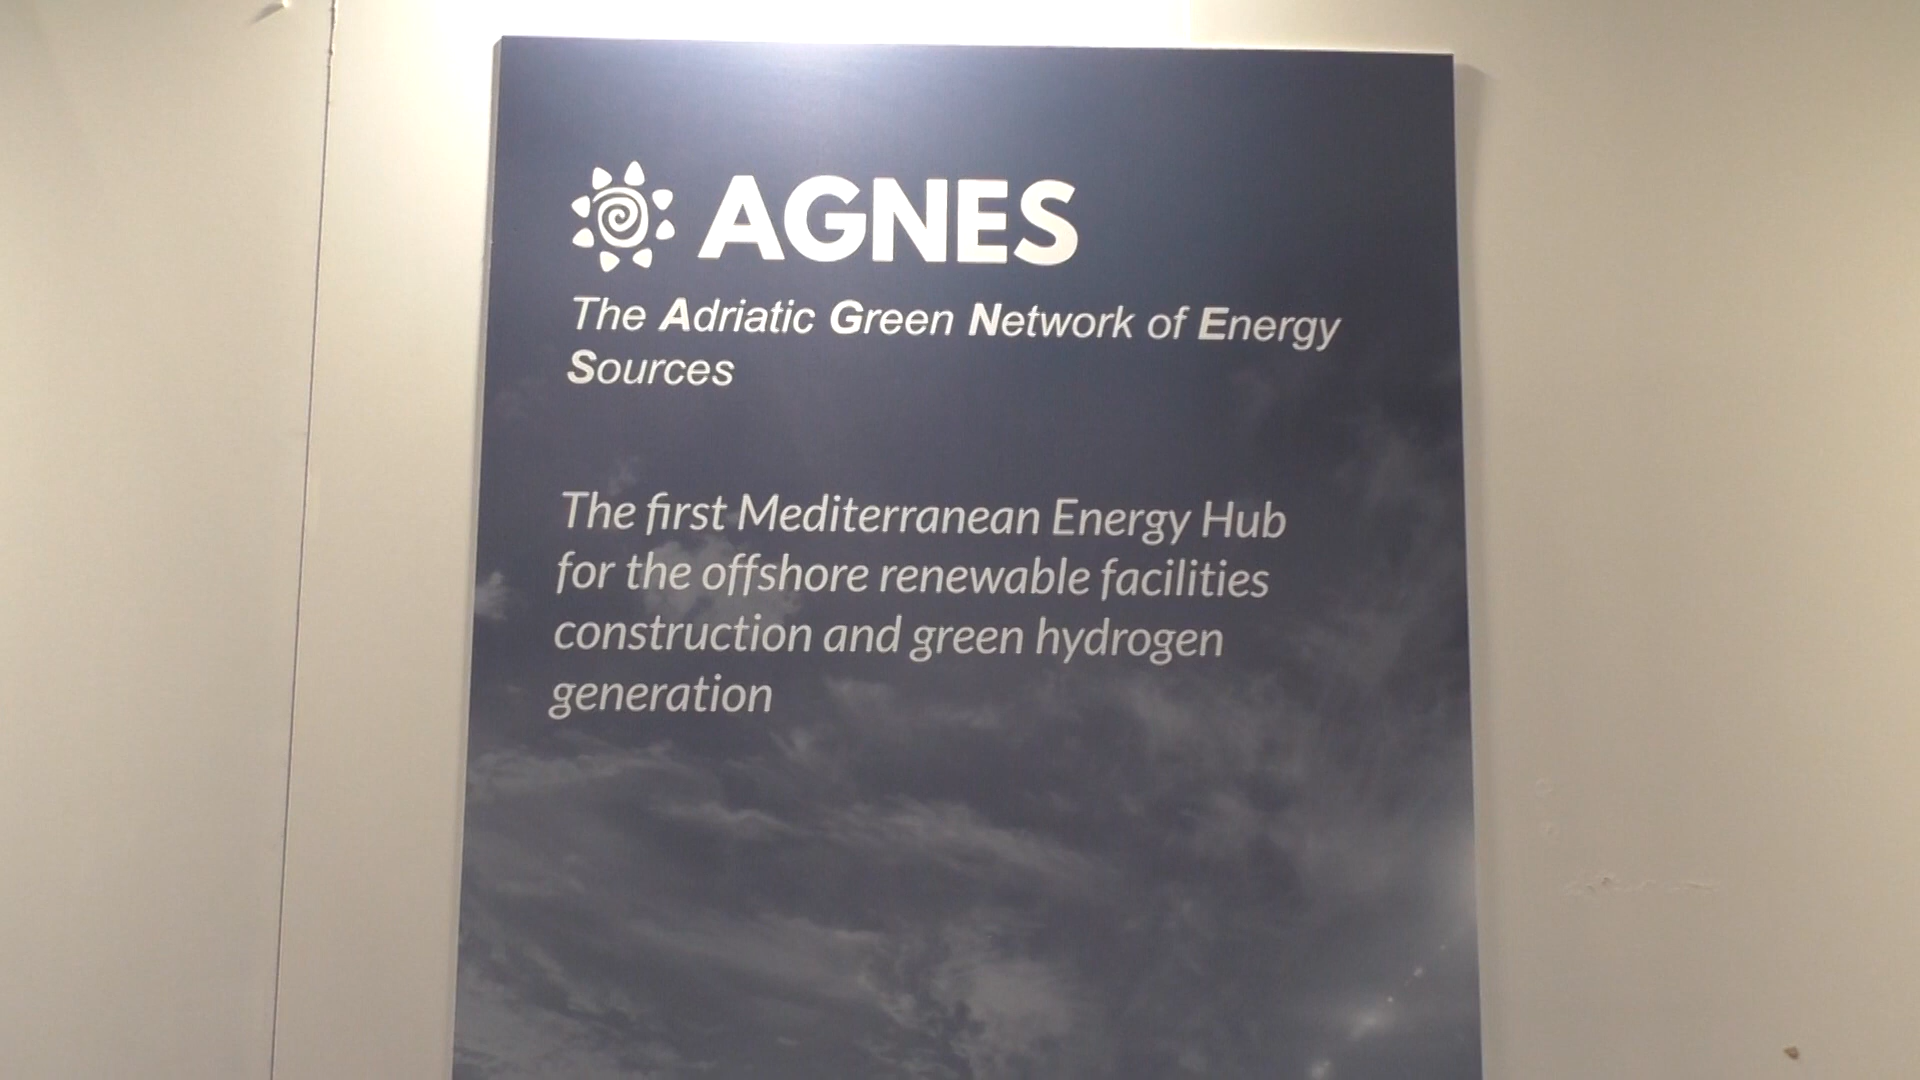 AGNES
The Adriatic Green Network of Energy
Sources
The first Mediterranean Energy Hub
for the offshore renewable facilities
construction and green hydrogen
generation